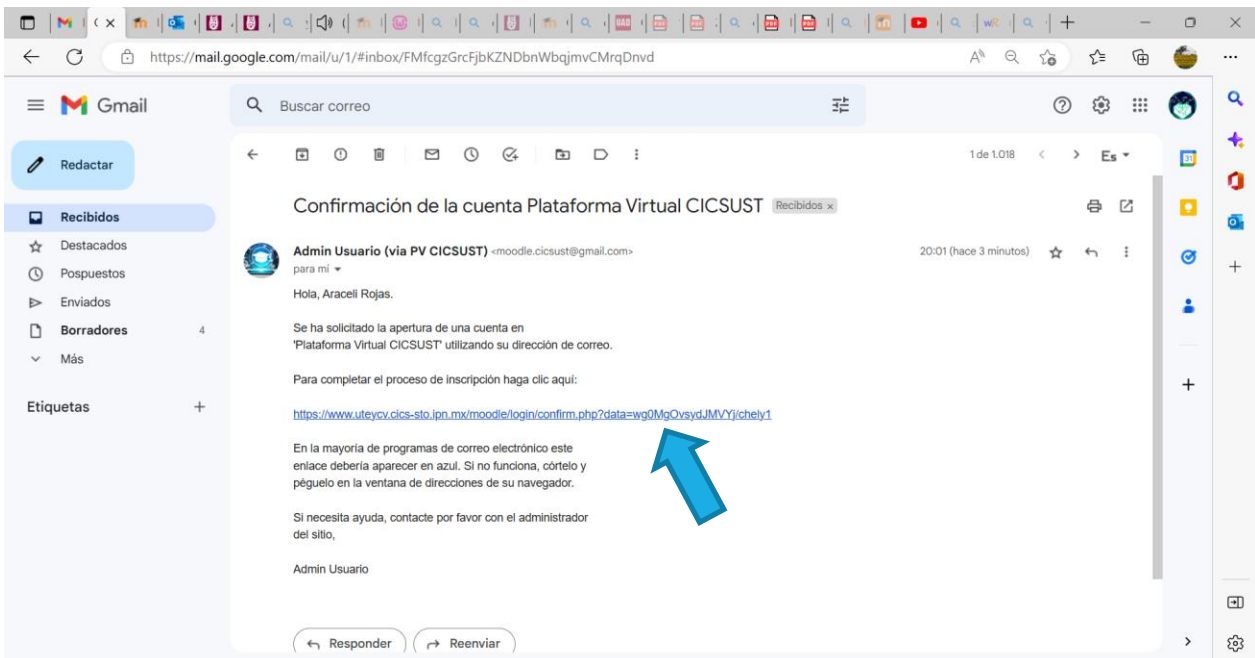 https://mail.google.com/mail/u/1/#inbox/FMfcgzGrcFjbKZNDbnWbqjmvCMrqDnvd
Gmail
Buscar correo
Redactar
1 de 1.018
Es
Recibidos
Destacados
Pospuestos
Enviados
Borradores 4
Más
Etiquetas
Confirmación de la cuenta Plataforma Virtual CICSUST Recibidos x
Admin Usuario (via PV CICSUST) <moodle.cicsust@gmail.com> 20:01 (hace 3 minutos)
para mí
Hola, Araceli Rojas.
Se ha solicitado la apertura de una cuenta en
'Plataforma Virtual CICSUST' utilizando su dirección de correo.
Para completar el proceso de inscripción haga clic aquí:
https://www.uteycv.cics-sto.ipn.mx/moodle/login/confirm.php?data=wg0MgOvsydJMVYj/chely1
En la mayoría de programas de correo electrónico este
enlace debería aparecer en azul. Si no funciona, córtelo y
péguelo en la ventana de direcciones de su navegador.
Si necesita ayuda, contacte por favor con el administrador
del sitio,
Admin Usuario
Responder Reenviar